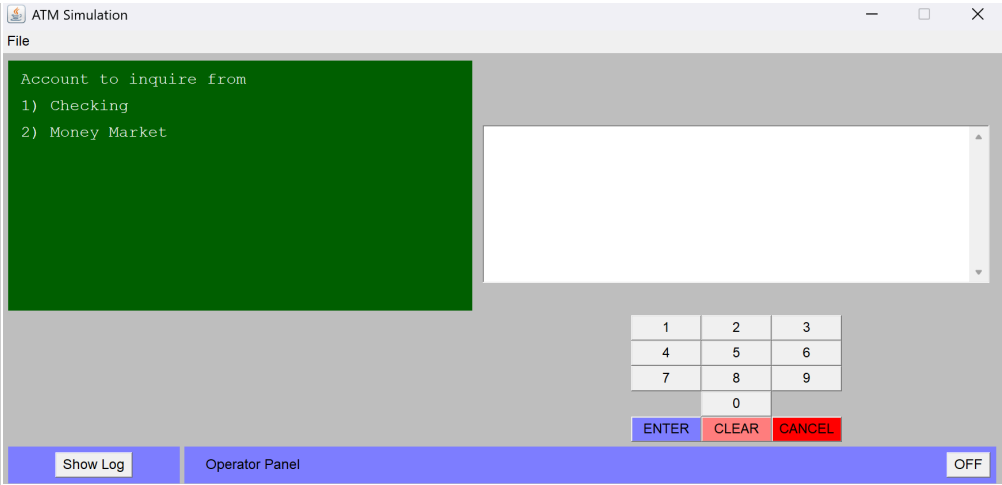 ATM Simulation
File
Account to inquire from
1) Checking
2) Money Market
1 2 3
4 5 6
7 8 9
0
ENTER CLEAR CANCEL
Show Log Operator Panel OFF